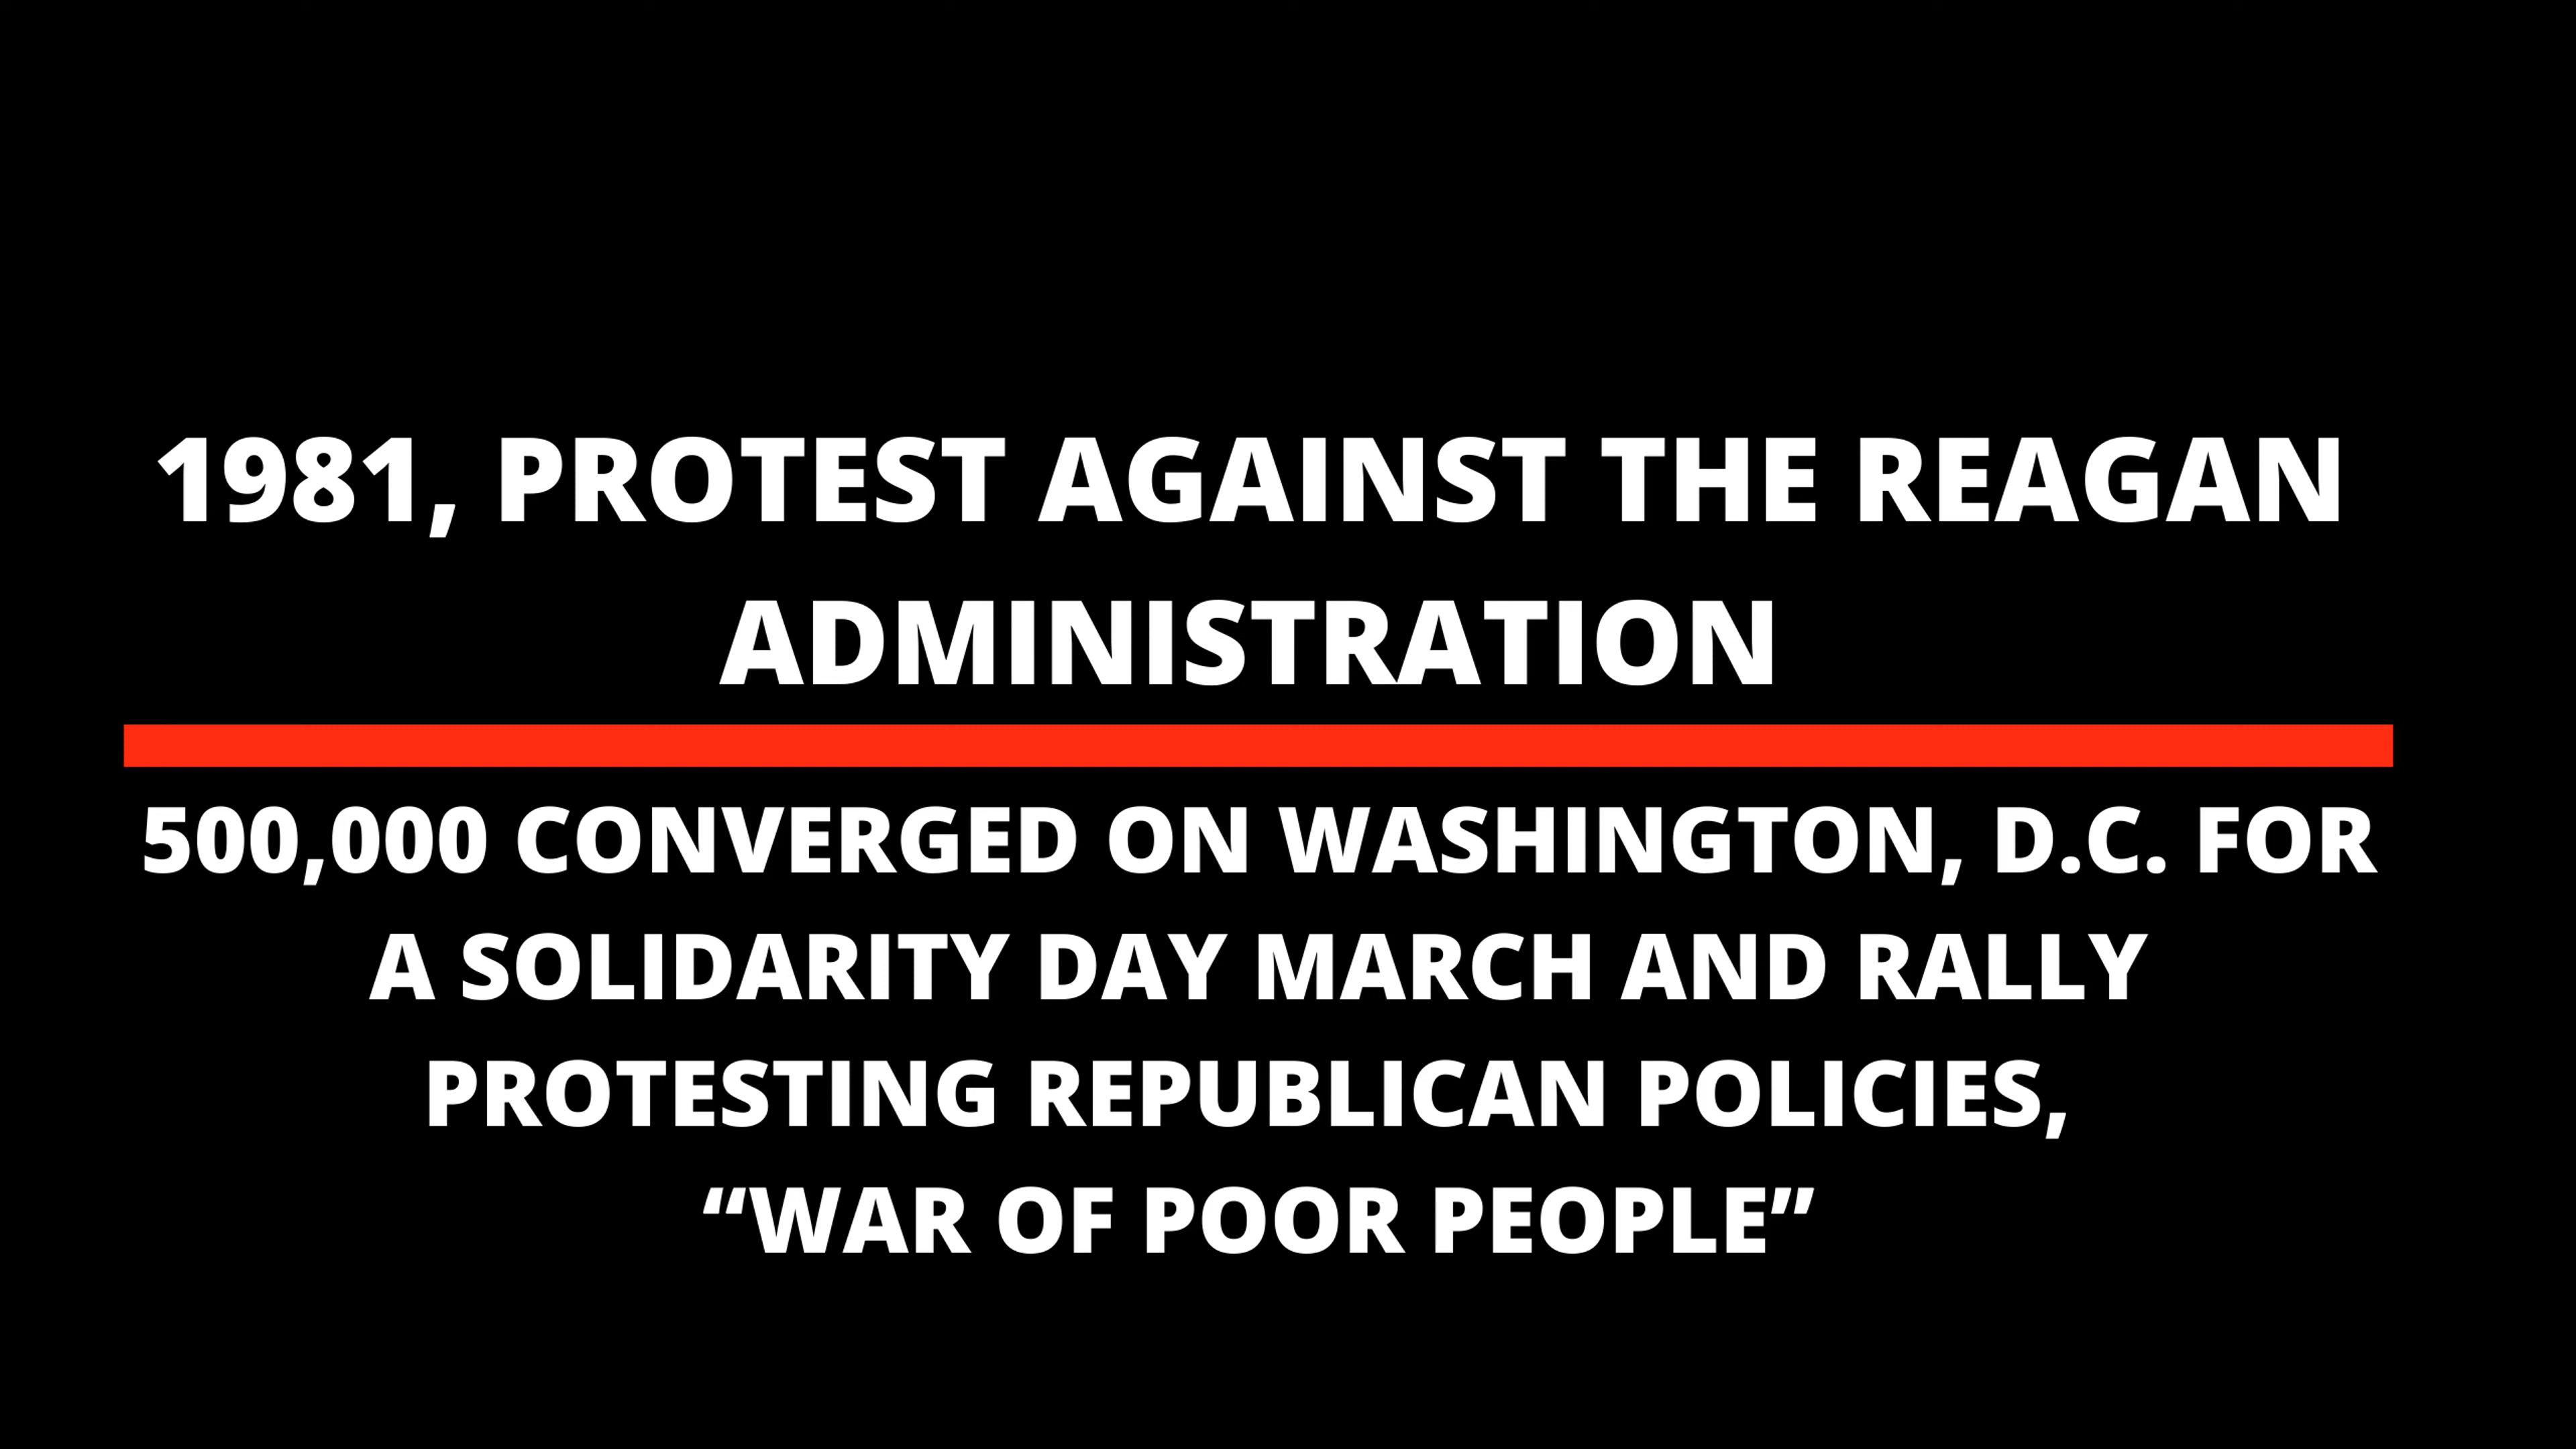 1981, PROTEST AGAINST THE REAGAN
ADMINISTRATION
500,000 CONVERGED ON WASHINGTON, D.C. FOR
A SOLIDARITY DAY MARCH AND RALLY
PROTESTING REPUBLICAN POLICIES,
“WAR OF POOR PEOPLE”